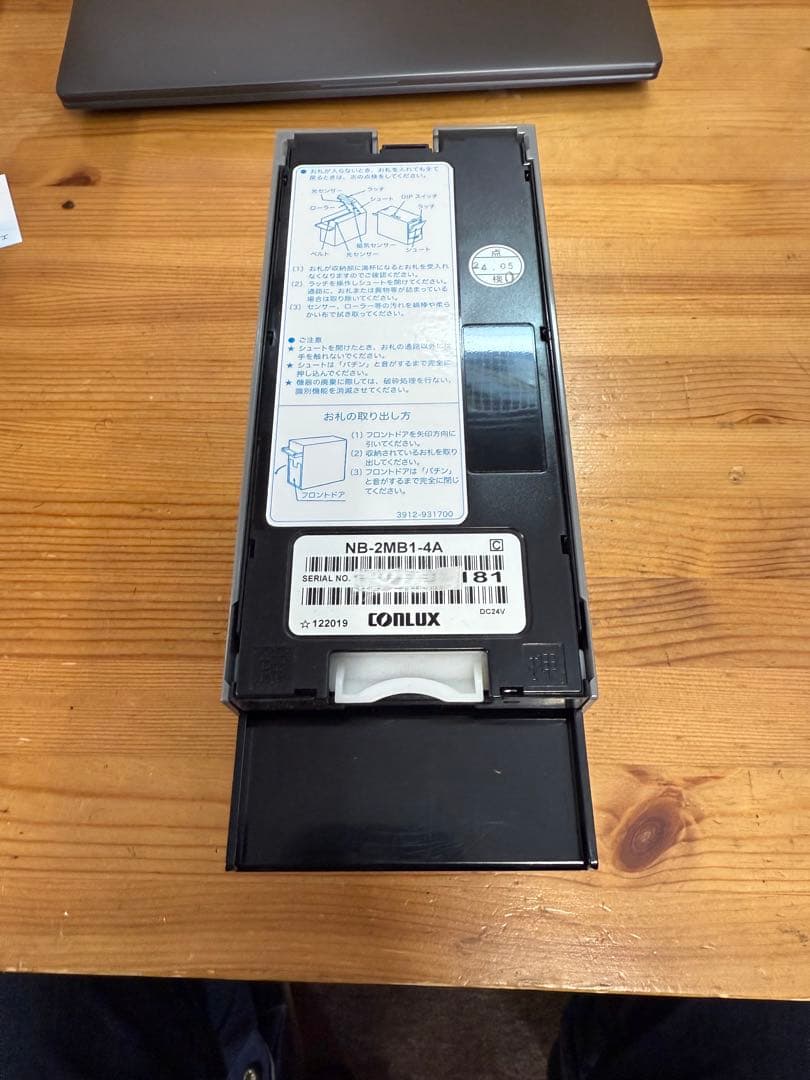 ● お札が入らないとき、お札を入れても全て
戻るときは、次の点検をしてください。
光センサー
ラッチ
ローラー
シュート
DIP スイッチ
ラッチ
磁気センサー
ベルト
光センサー
シュート
(1) お札が収納部に満杯になるとお札を受入れ
なくなりますのでご確認ください。
(2) ラッチを操作しシュートを開けてください。
通路に、お札または異物等が詰まっている
場合は取り除いてください。
(3) センサー、ローラー等の汚れを綿棒や柔ら
かい布で拭き取ってください。
● ご注意
★ シュートを開けたとき、お札の通路以外には
手を触れないでください。
★ シュートは「パチン」と音がするまで完全に
押し込んでください。
★ 機器の廃棄に際しては、破砕処理を行ない、
識別機能を消滅させてください。
お札の取り出し方
(1) フロントドアを矢印方向に
引いてください。
(2) 収納されているお札を取り
出してください。
(3) フロントドアは「パチン」
と音がするまで完全に閉じ
てください。
フロントドア
3912-931700
点
24.05
検
NB-2MB1-4A
C
SERIAL NO.
181
☆122019
CONLUX
DC24V
押
押